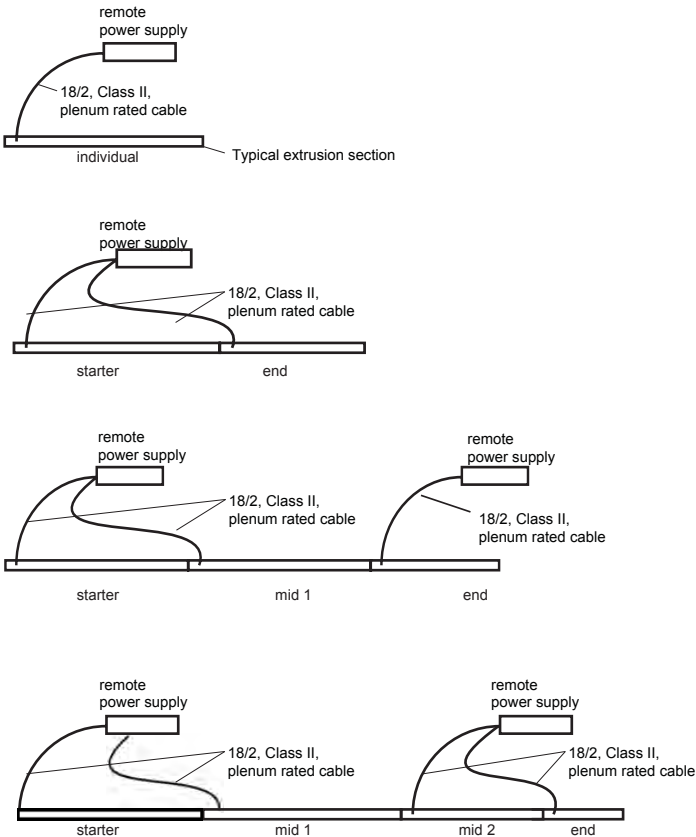 remote
power supply
18/2, Class II,
plenum rated cable
individual
Typical extrusion section
remote
power supply
18/2, Class II,
plenum rated cable
starter
end
remote
power supply
remote
power supply
18/2, Class II,
plenum rated cable
18/2, Class II,
plenum rated cable
starter
mid 1
end
remote
power supply
remote
power supply
18/2, Class II,
plenum rated cable
18/2, Class II,
plenum rated cable
starter
mid 1
mid 2
end